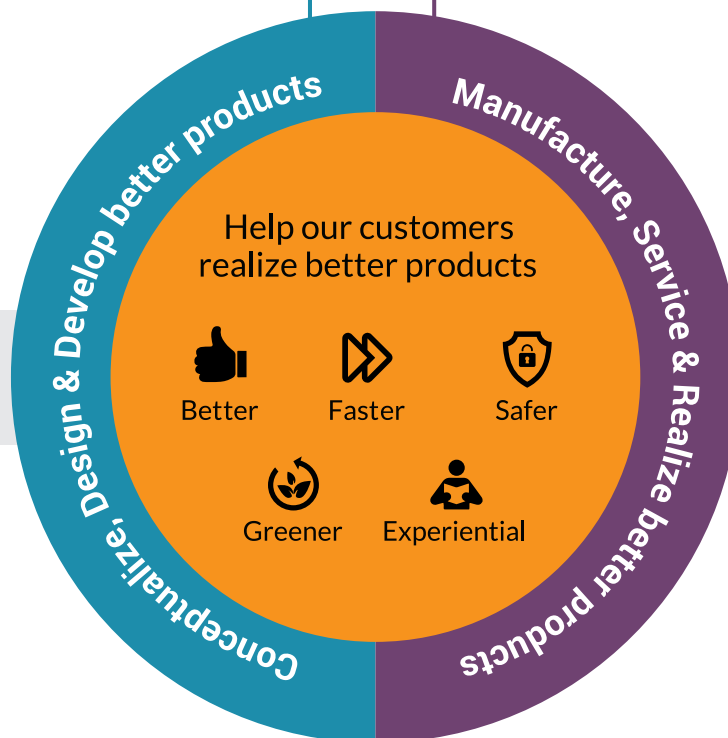 Conceptualize, Design & Develop better products
Manufacture, Service & Realize better products
Help our customers
realize better products
Better
Faster
Safer
Greener
Experiential